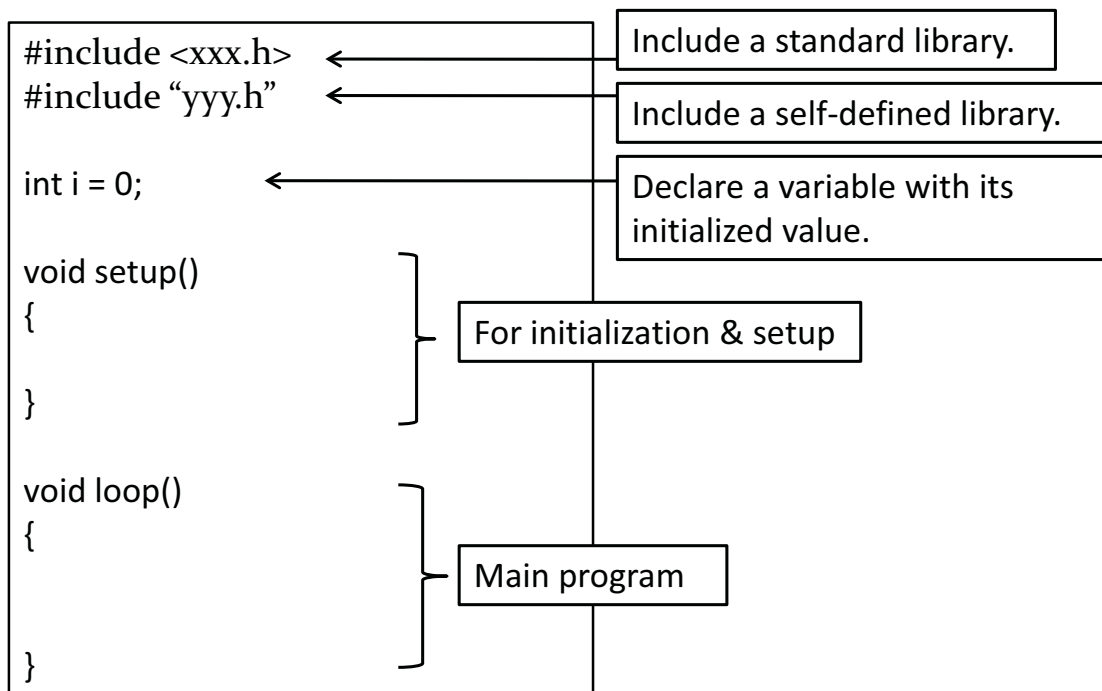 #include <xxx.h>
#include “yyy.h”
int i = 0;
void setup()
{
}
void loop()
{
}
Include a standard library.
Include a self-defined library.
Declare a variable with its
initialized value.
For initialization & setup
Main program